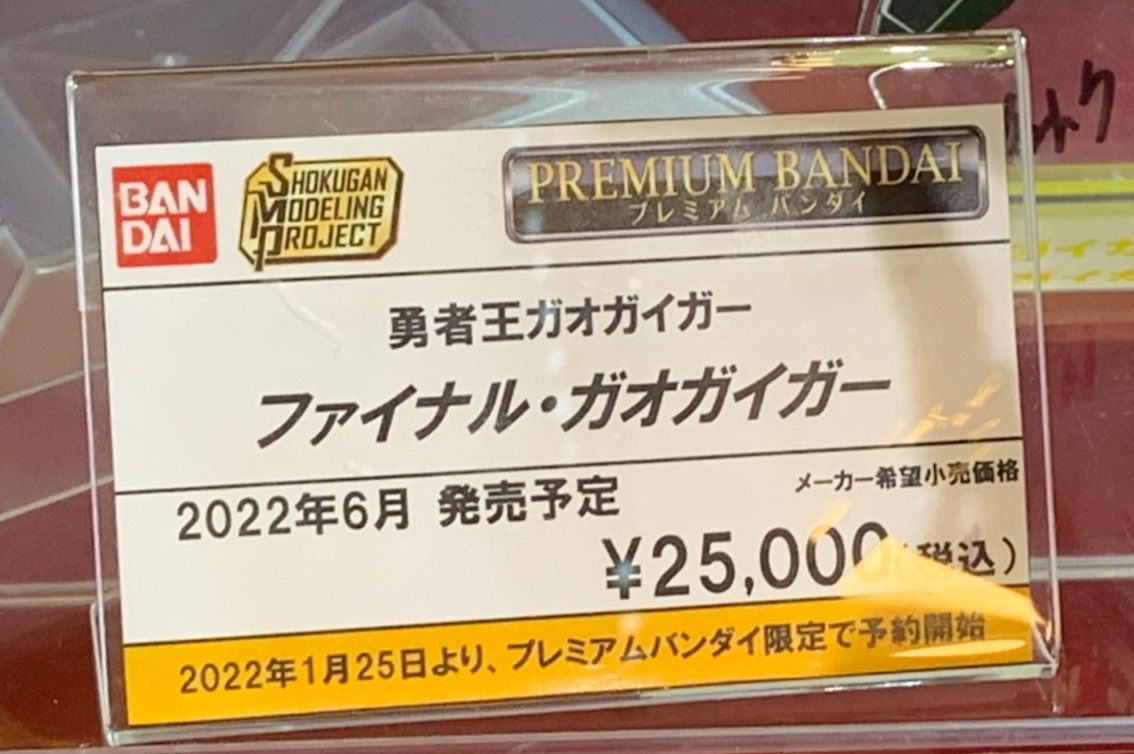 BAN
DAI
SHOKUGAN
MODELING
PROJECT
PREMIUM BANDAI
プレミアム バンダイ
勇者王ガオガイガー
ファイナル・ガオガイガー
2022年6月 発売予定
メーカー希望小売価格
¥25,000(税込)
2022年1月25日より、プレミアムバンダイ限定で予約開始